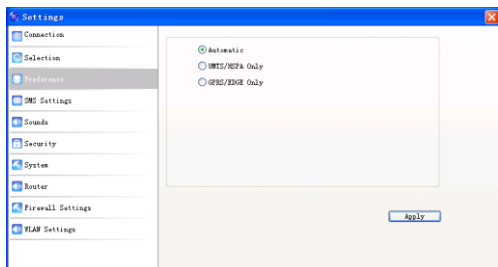 Settings
Connection
Selection
Preference
SMS Settings
Sounds
Security
System
Router
Firewall Settings
WLAN Settings
Automatic
UMTS/HSPA Only
GPRS/EDGE Only
Apply